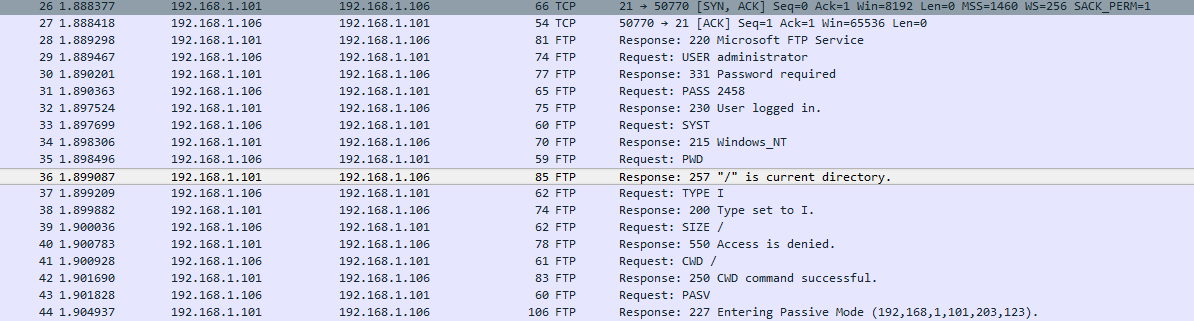 26 1.888377 192.168.1.101 192.168.1.106 66 TCP 21 → 50770 [SYN, ACK] Seq=0 Ack=1 Win=8192 Len=0 MSS=1460 WS=256 SACK_PERM=1
27 1.888418 192.168.1.106 192.168.1.101 54 TCP 50770 → 21 [ACK] Seq=1 Ack=1 Win=65536 Len=0
28 1.889298 192.168.1.101 192.168.1.106 81 FTP Response: 220 Microsoft FTP Service
29 1.889467 192.168.1.106 192.168.1.101 74 FTP Request: USER administrator
30 1.890201 192.168.1.101 192.168.1.106 77 FTP Response: 331 Password required
31 1.890363 192.168.1.106 192.168.1.101 65 FTP Request: PASS 2458
32 1.897524 192.168.1.101 192.168.1.106 75 FTP Response: 230 User logged in.
33 1.897699 192.168.1.106 192.168.1.101 60 FTP Request: SYST
34 1.898306 192.168.1.101 192.168.1.106 70 FTP Response: 215 Windows_NT
35 1.898496 192.168.1.106 192.168.1.101 59 FTP Request: PWD
36 1.899087 192.168.1.101 192.168.1.106 85 FTP Response: 257 "/" is current directory.
37 1.899209 192.168.1.106 192.168.1.101 62 FTP Request: TYPE I
38 1.899882 192.168.1.101 192.168.1.106 74 FTP Response: 200 Type set to I.
39 1.900036 192.168.1.106 192.168.1.101 62 FTP Request: SIZE /
40 1.900783 192.168.1.101 192.168.1.106 78 FTP Response: 550 Access is denied.
41 1.900928 192.168.1.106 192.168.1.101 61 FTP Request: CWD /
42 1.901690 192.168.1.101 192.168.1.106 83 FTP Response: 250 CWD command successful.
43 1.901828 192.168.1.106 192.168.1.101 60 FTP Request: PASV
44 1.904937 192.168.1.101 192.168.1.106 106 FTP Response: 227 Entering Passive Mode (192,168,1,101,203,123).